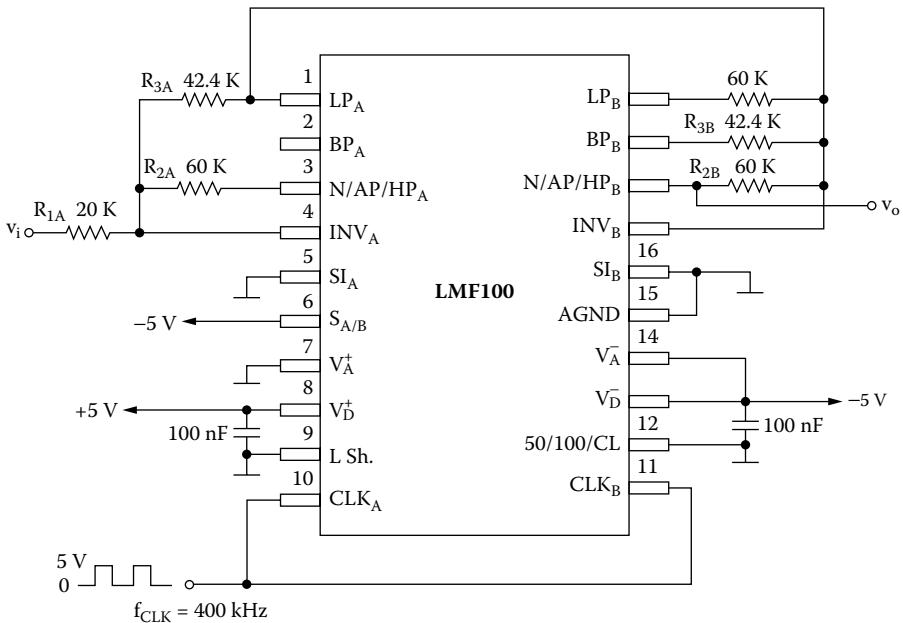 R3A 42.4 K
R2A 60 K
R1A 20 K
vi
1
LPA
2
BPA
3
N/AP/HPA
4
INVA
5
SIA
6
SA/B
−5 V
7
VA+
8
VD+
+5 V
100 nF
9
L Sh.
10
CLKA
5 V
0
fCLK = 400 kHz
LMF100
LPB
60 K
BPB
R3B 42.4 K
N/AP/HPB
R2B 60 K
vo
INVB
16
SIB
15
AGND
14
VA−
VD−
−5 V
100 nF
12
50/100/CL
11
CLKB